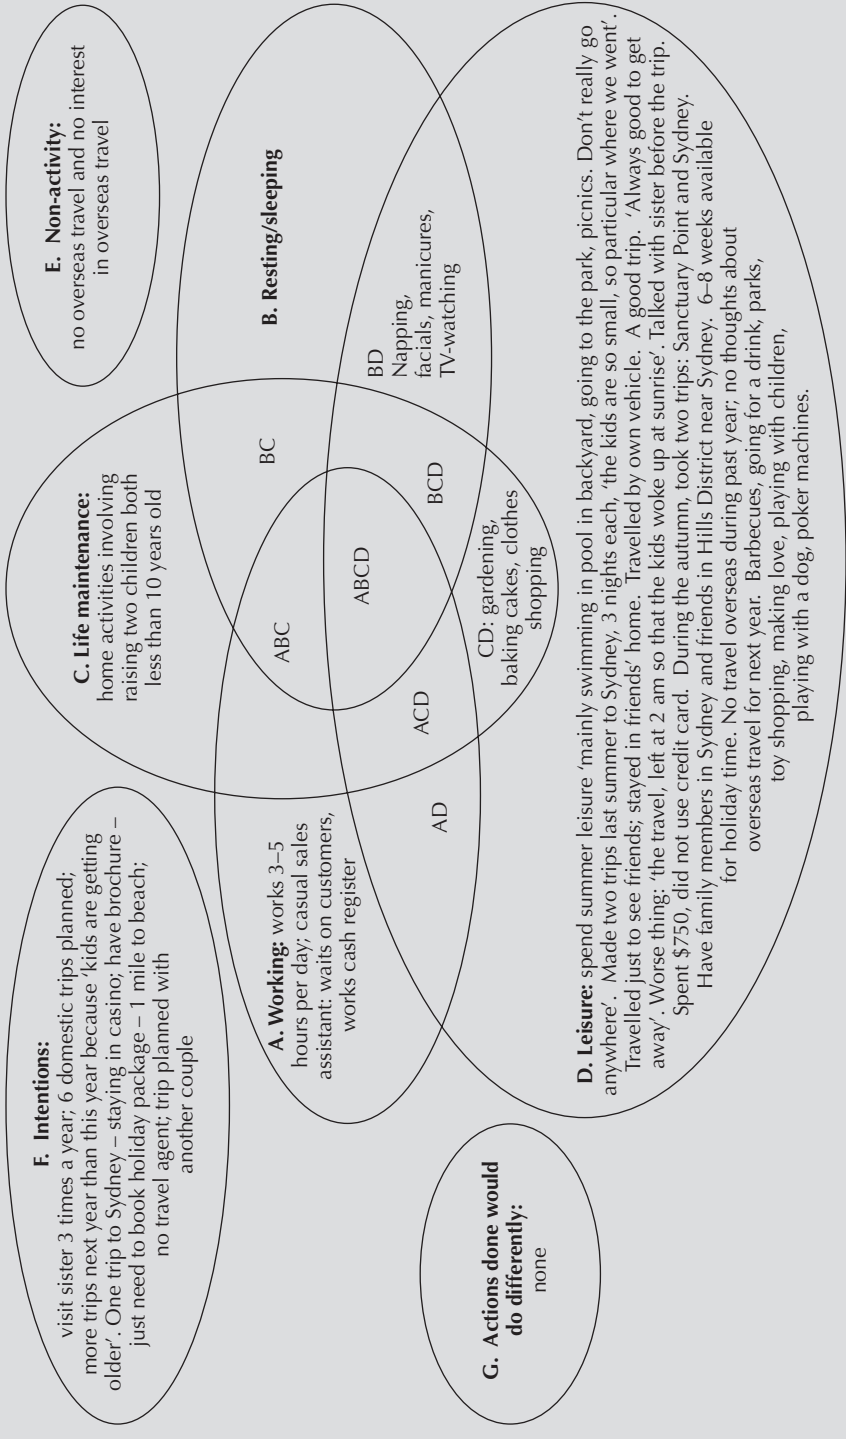 F. Intentions:
visit sister 3 times a year; 6 domestic trips planned;
more trips next year than this year because ‘kids are getting
older’. One trip to Sydney – staying in casino; have brochure –
just need to book holiday package – 1 mile to beach;
no travel agent; trip planned with
another couple
C. Life maintenance:
home activities involving
raising two children both
less than 10 years old
E. Non-activity:
no overseas travel and no interest
in overseas travel
A. Working: works 3–5
hours per day; casual sales
assistant: waits on customers,
works cash register
ABC
BC
B. Resting/sleeping
ABCD
AD
ACD
BCD
BD
Napping,
facials, manicures,
TV-watching
CD: gardening,
baking cakes, clothes
shopping
G. Actions done would
do differently:
none
D. Leisure: spend summer leisure ‘mainly swimming in pool in backyard, going to the park, picnics. Don’t really go
anywhere’. Made two trips last summer to Sydney, 3 nights each, ‘the kids are so small, so particular where we went’.
Travelled just to see friends; stayed in friends’ home. Travelled by own vehicle. A good trip. ‘Always good to get
away’. Worse thing: ‘the travel, left at 2 am so that the kids woke up at sunrise’. Talked with sister before the trip.
Spent $750, did not use credit card. During the autumn, took two trips: Sanctuary Point and Sydney.
Have family members in Sydney and friends in Hills District near Sydney. 6–8 weeks available
for holiday time. No travel overseas during past year; no thoughts about
overseas travel for next year. Barbecues, going for a drink, parks,
toy shopping, making love, playing with children,
playing with a dog, poker machines.